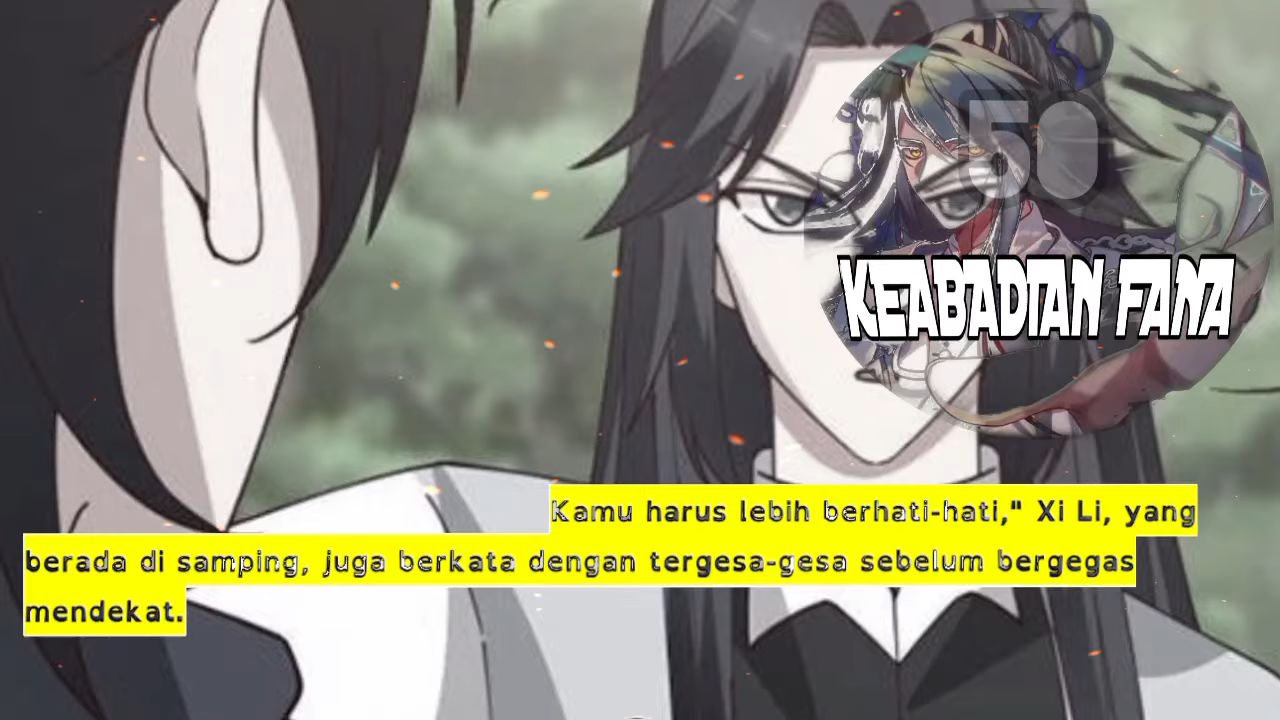 50
KEABADIAN FANA
Kamu harus lebih berhati-hati," Xi Li, yang
berada di samping, juga berkata dengan tergesa-gesa sebelum bergegas
mendekat.